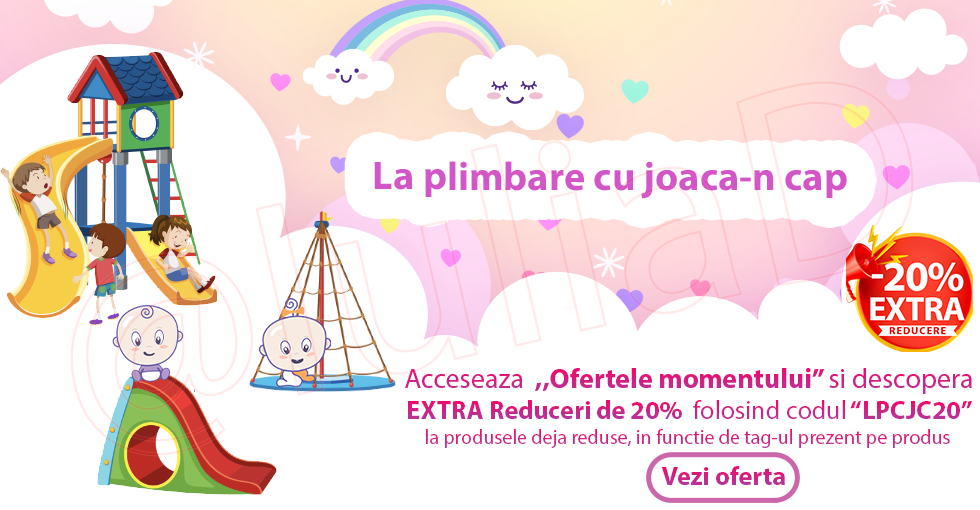 La plimbare cu joaca-n cap
-20%
EXTRA
REDUCERE
Acceseaza ,,Ofertele momentului” si descopera
EXTRA Reduceri de 20% folosind codul “LPCJC20”
la produsele deja reduse, in functie de tag-ul prezent pe produs
Vezi oferta
@IuliaD